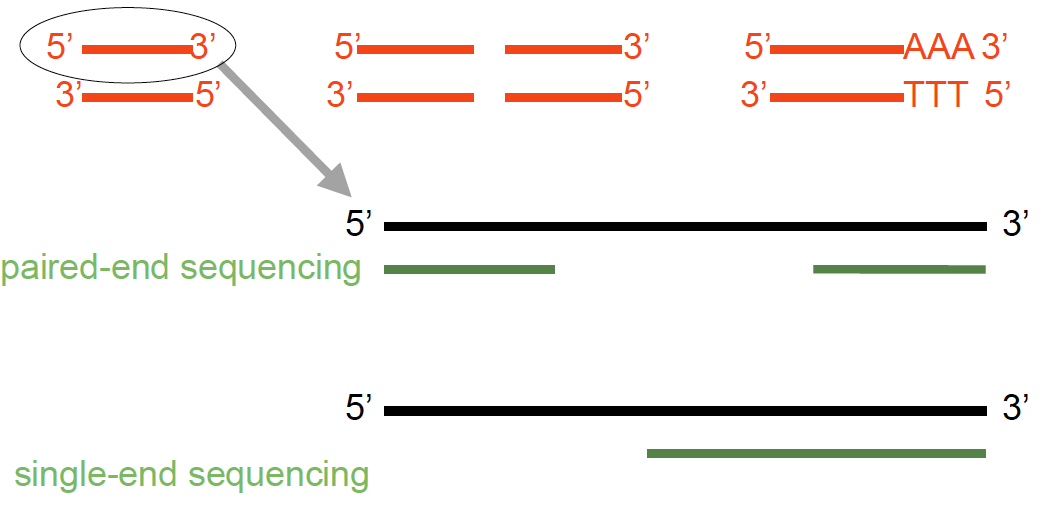 5’ 3’ 5’ 3’ 5’ AAA 3’
3’ 5’ 3’ 5’ 3’ TTT 5’
5’ 3’
paired-end sequencing
5’ 3’
single-end sequencing